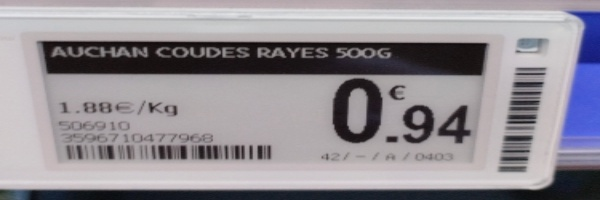 AUCHAN COUDES RAYES 500G
1.88€/Kg
0€.94
506910
3596710477968
42/-/A/0403